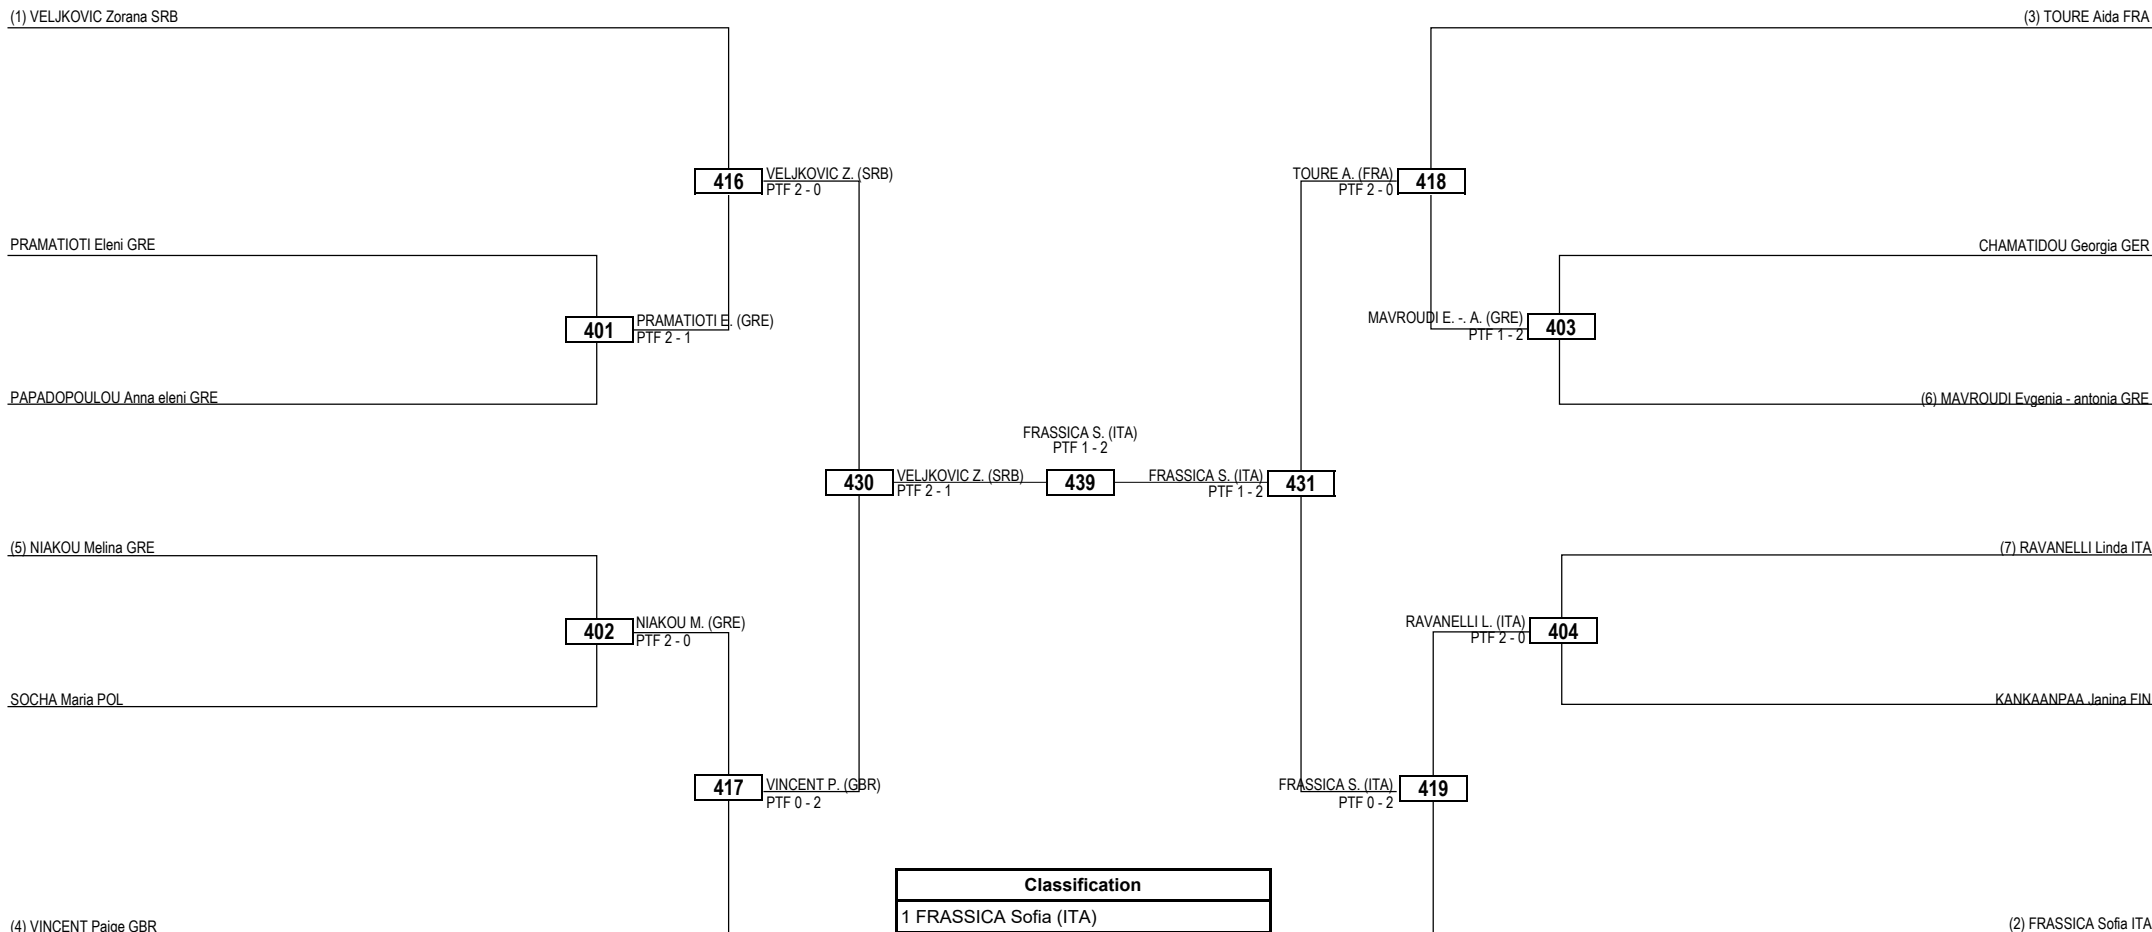 (1) VELJKOVIC Zorana SRB
(3) TOURE Aida FRA
416
VELJKOVIC Z. (SRB)
PTF 2 - 0
TOURE A. (FRA)
PTF 2 - 0
418
PRAMATIOTI Eleni GRE
CHAMATIDOU Georgia GER
401
PRAMATIOTI E. (GRE)
PTF 2 - 1
MAVROUDI E. -. A. (GRE)
PTF 1 - 2
403
PAPADOPOULOU Anna eleni GRE
(6) MAVROUDI Evgenia - antonia GRE
FRASSICA S. (ITA)
PTF 1 - 2
430
VELJKOVIC Z. (SRB)
PTF 2 - 1
439
FRASSICA S. (ITA)
PTF 1 - 2
431
(5) NIAKOU Melina GRE
(7) RAVANELLI Linda ITA
402
NIAKOU M. (GRE)
PTF 2 - 0
RAVANELLI L. (ITA)
PTF 2 - 0
404
SOCHA Maria POL
KANKAANPAA Janina FIN
417
VINCENT P. (GBR)
PTF 0 - 2
FRASSICA S. (ITA)
PTF 0 - 2
419
Classification
1 FRASSICA Sofia (ITA)
(4) VINCENT Paige GBR
(2) FRASSICA Sofia ITA